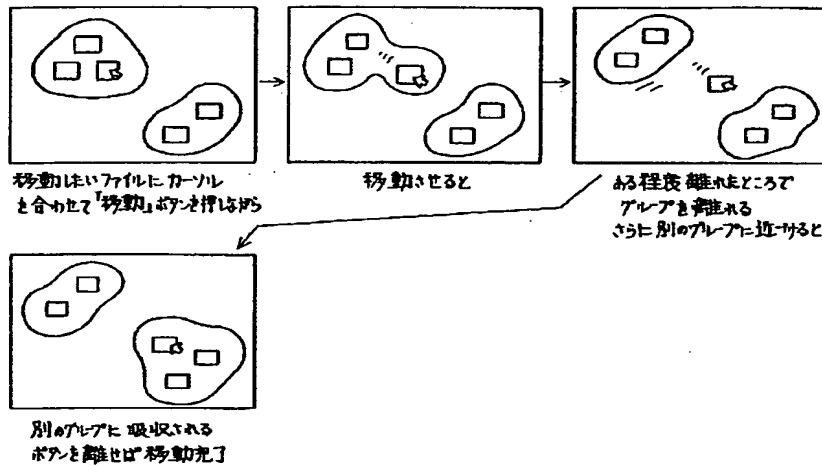 移動したいファイルにカーソル
を合わせて「移動」ボタンを押しながら
移動させると
ある程度離れたところで
グループを離れる
さらに別のグループに近づけると
別のグループに吸収される
ボタンを離せば移動完了